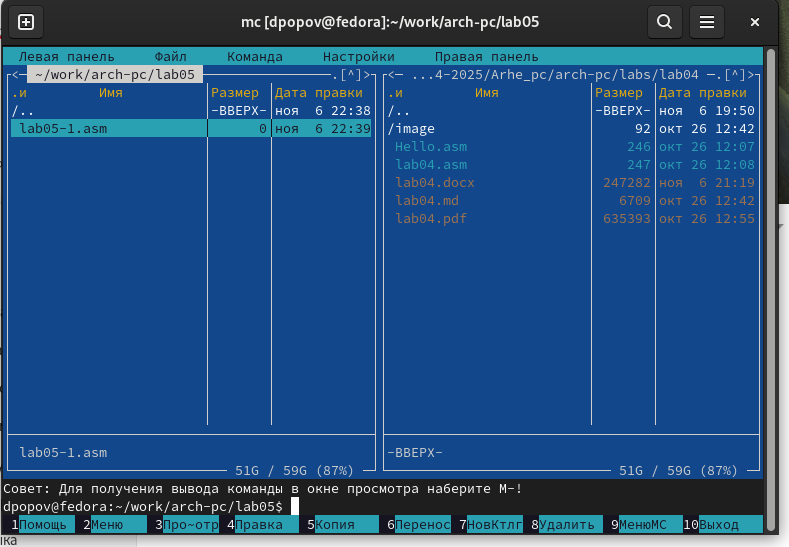 mc [dpopov@fedora]:~/work/arch-pc/lab05
Левая панель Файл Команда Настройки Правая панель
<─ ~/work/arch-pc/lab05 ─.[^]> <─ ...4-2025/Arhe_pc/arch-pc/labs/lab04 ─.[^]>
.и Имя Размер Дата правки .и Имя Размер Дата правки
/.. -ВВЕРХ- ноя 6 22:38 /.. -ВВЕРХ- ноя 6 19:50
lab05-1.asm 0 ноя 6 22:39 /image 92 окт 26 12:42
Hello.asm 246 окт 26 12:07
lab04.asm 247 окт 26 12:08
lab04.docx 247282 ноя 6 21:19
lab04.md 6709 окт 26 12:42
lab04.pdf 635393 окт 26 12:55
lab05-1.asm -ВВЕРХ-
51G / 59G (87%) 51G / 59G (87%)
Совет: Для получения вывода команды в окне просмотра наберите M-!
dpopov@fedora:~/work/arch-pc/lab05$
1Помощь 2Меню 3Про~отр 4Правка 5Копия 6Перенос 7НовКтлг 8Удалить 9МенюMC 10Выход